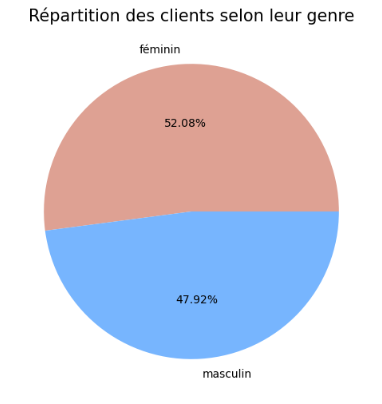 Répartition des clients selon leur genre
féminin
52.08%
47.92%
masculin